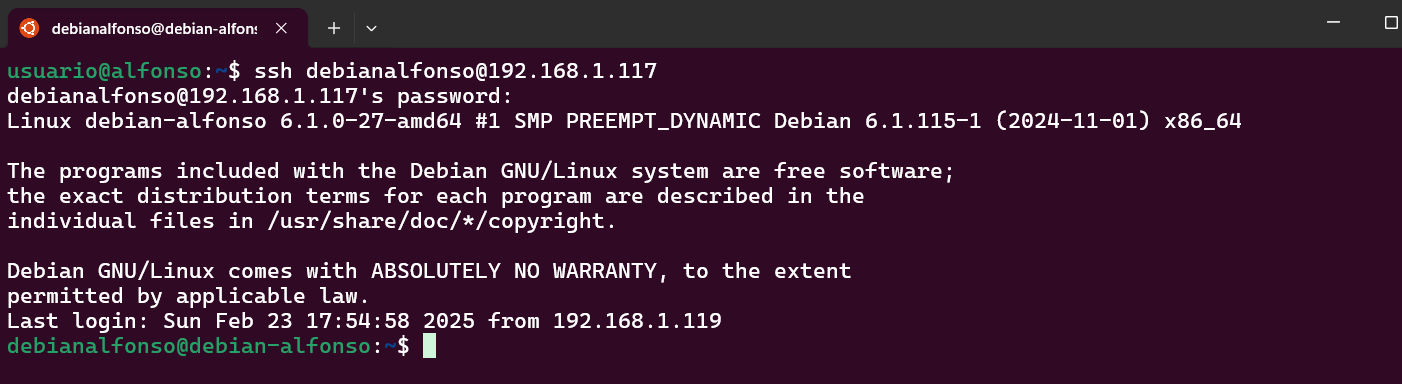 debianalfonso@debian-alfons
usuario@alfonso:~$ ssh debianalfonso@192.168.1.117
debianalfonso@192.168.1.117's password:
Linux debian-alfonso 6.1.0-27-amd64 #1 SMP PREEMPT_DYNAMIC Debian 6.1.115-1 (2024-11-01) x86_64
The programs included with the Debian GNU/Linux system are free software;
the exact distribution terms for each program are described in the
individual files in /usr/share/doc/*/copyright.
Debian GNU/Linux comes with ABSOLUTELY NO WARRANTY, to the extent
permitted by applicable law.
Last login: Sun Feb 23 17:54:58 2025 from 192.168.1.119
debianalfonso@debian-alfonso:~$